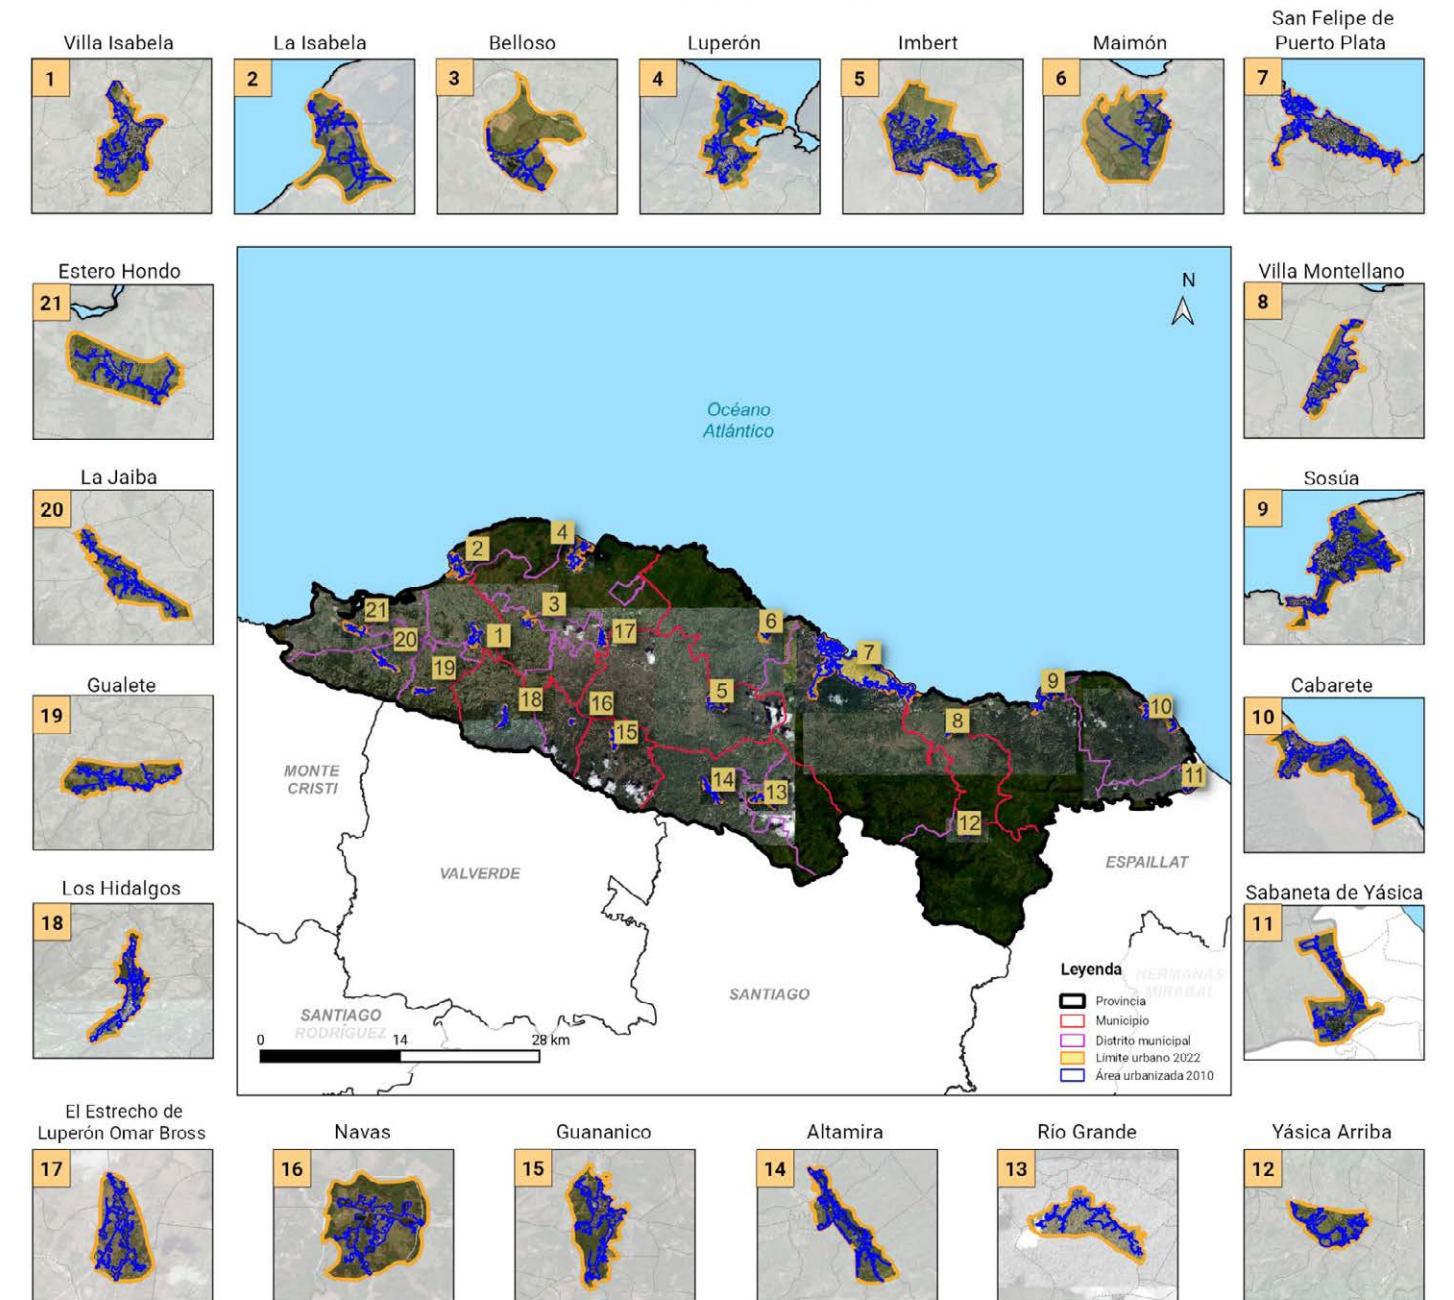 San Felipe de
Puerto Plata
Villa Isabela
La Isabela
Belloso
Luperón
Imbert
Maimón
1
2
3
4
5
6
7
Estero Hondo
21
Villa Montellano
8
La Jaiba
20
Sosúa
9
Gualete
19
Cabarete
10
Los Hidalgos
18
Sabaneta de Yásica
11
N
Océano
Atlántico
2
4
21
3
20
1
17
6
7
19
18
16
5
9
10
8
15
14
13
11
12
MONTE
CRISTI
VALVERDE
ESPAILLAT
SANTIAGO
HERMANAS
MIRABAL
SANTIAGO
RODRÍGUEZ
0 14 28 km
Leyenda
Provincia
Municipio
Distrito municipal
Límite urbano 2022
Área urbanizada 2010
El Estrecho de
Luperón Omar Bross
Navas
Guananico
Altamira
Río Grande
Yásica Arriba
17
16
15
14
13
12